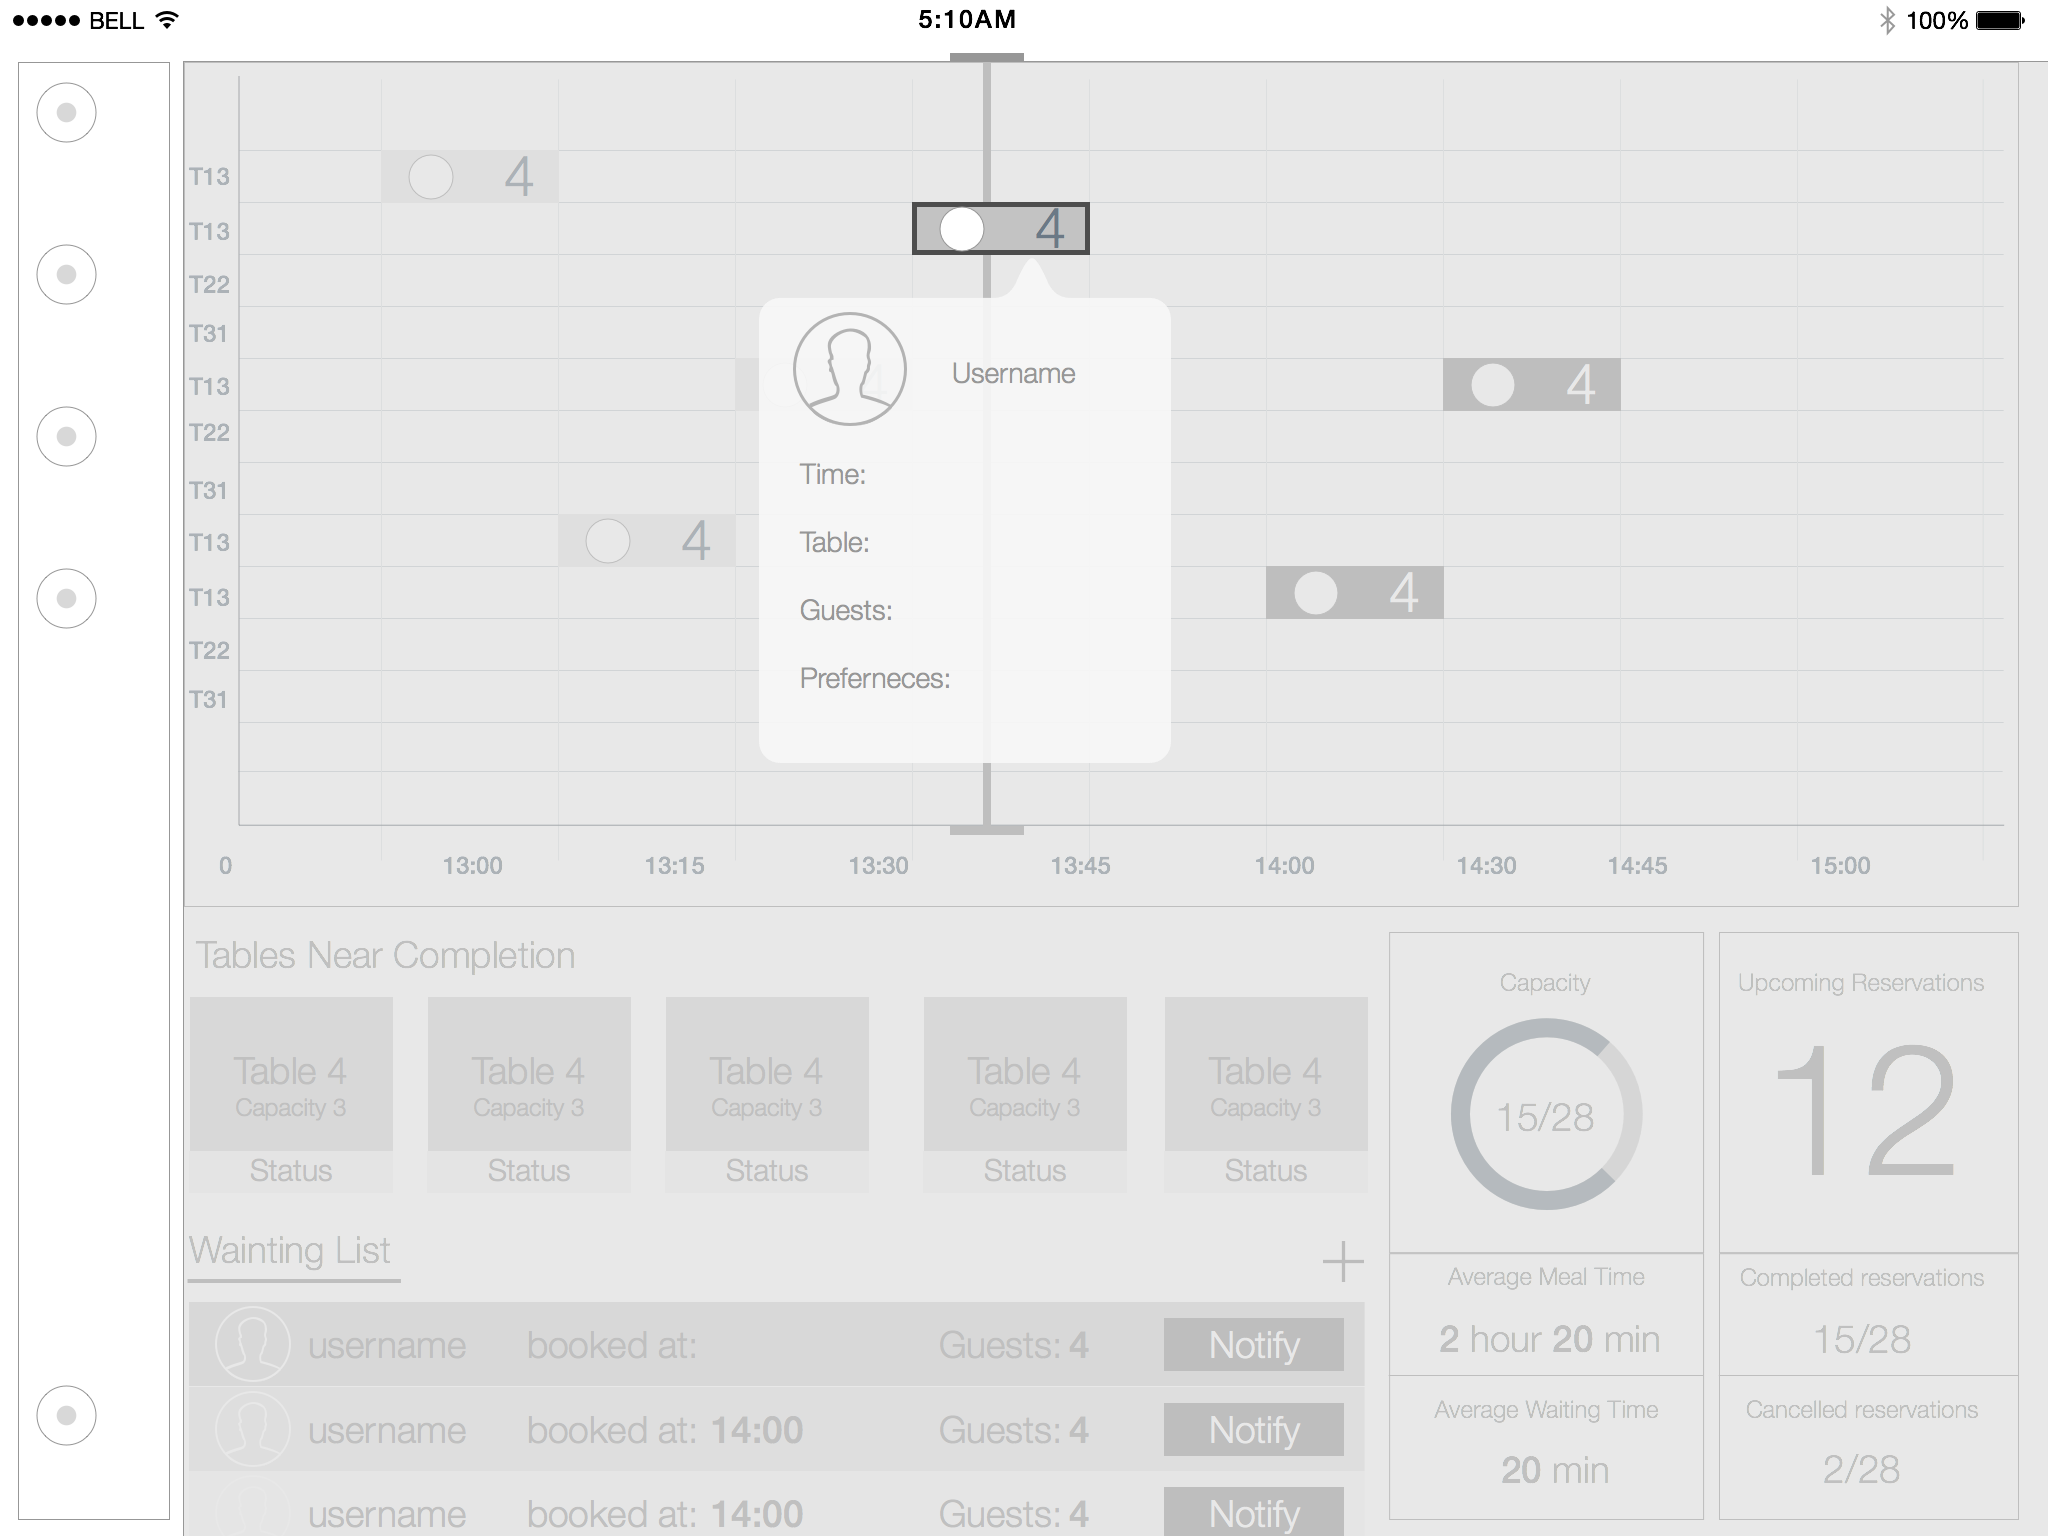 BELL 5:10AM 100%
T13 4
T13 4
T22
T31
T13 4
T22
T31
T13 4
T13 4
T22
T31
Username
Time:
Table:
Guests:
Preferneces:
0 13:00 13:15 13:30 13:45 14:00 14:30 14:45 15:00
Tables Near Completion
Table 4 Table 4 Table 4 Table 4 Table 4
Capacity 3 Capacity 3 Capacity 3 Capacity 3 Capacity 3
Status Status Status Status Status
Wainting List
username booked at: Guests: 4 Notify
username booked at: 14:00 Guests: 4 Notify
username booked at: 14:00 Guests: 4 Notify
Capacity
15/28
Average Meal Time
2 hour 20 min
Average Waiting Time
20 min
Upcoming Reservations
12
Completed reservations
15/28
Cancelled reservations
2/28